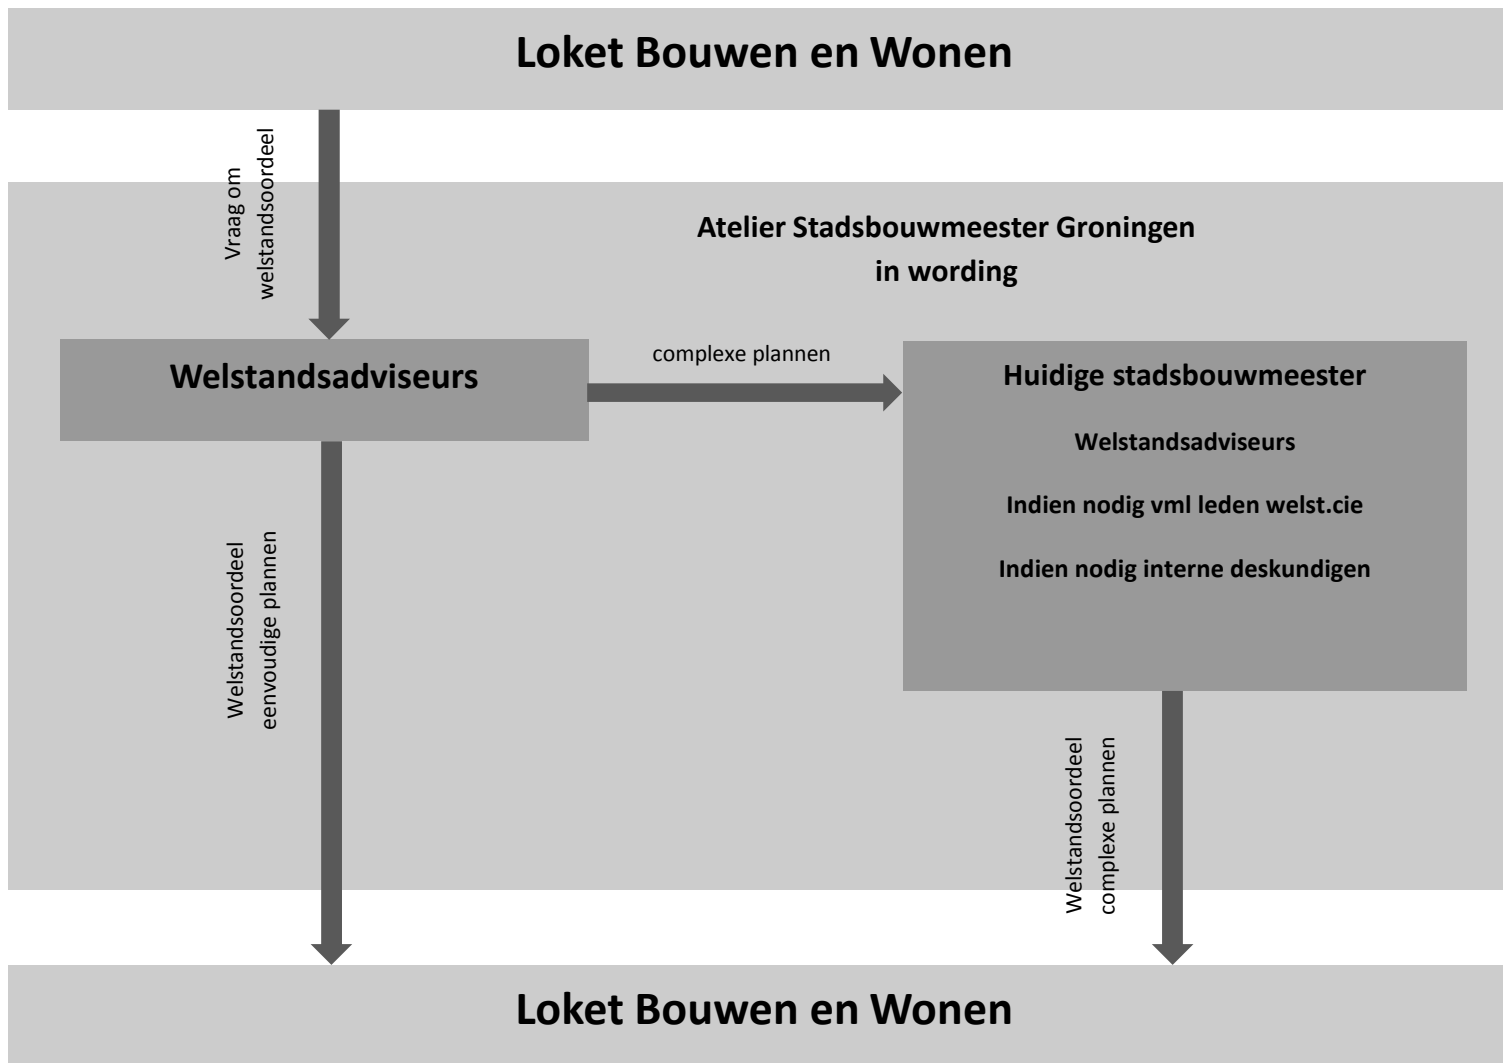 Loket Bouwen en Wonen
Vraag om
welstandsoordeel
Atelier Stadsbouwmeester Groningen
in wording
Welstandsadviseurs
complexe plannen
Huidige stadsbouwmeester
Welstandsadviseurs
Indien nodig vml leden welst.cie
Indien nodig interne deskundigen
Welstandsoordeel
eenvoudige plannen
Welstandsoordeel
complexe plannen
Loket Bouwen en Wonen